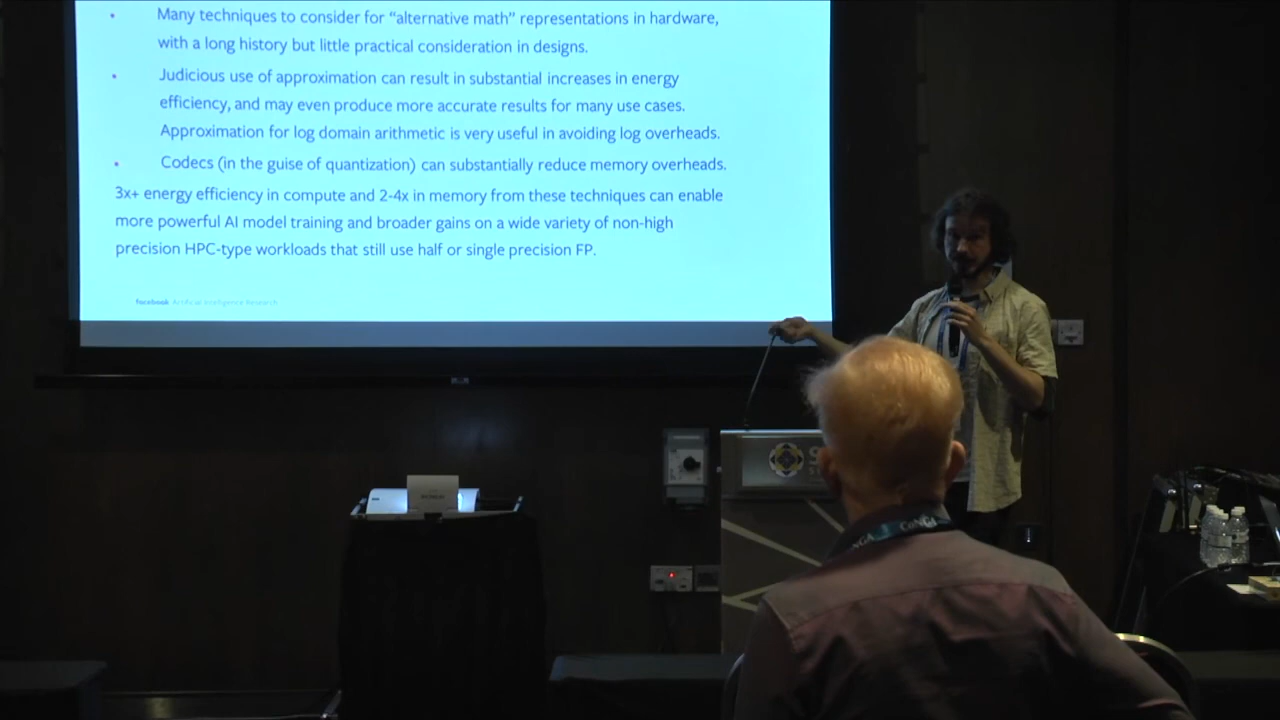 Many techniques to consider for “alternative math” representations in hardware,
with a long history but little practical consideration in designs.
Judicious use of approximation can result in substantial increases in energy
efficiency, and may even produce more accurate results for many use cases.
Approximation for log domain arithmetic is very useful in avoiding log overheads.
Codecs (in the guise of quantization) can substantially reduce memory overheads.
3x+ energy efficiency in compute and 2-4x in memory from these techniques can enable
more powerful AI model training and broader gains on a wide variety of non-high
precision HPC-type workloads that still use half or single precision FP.
facebook Artificial Intelligence Research
CoNGA